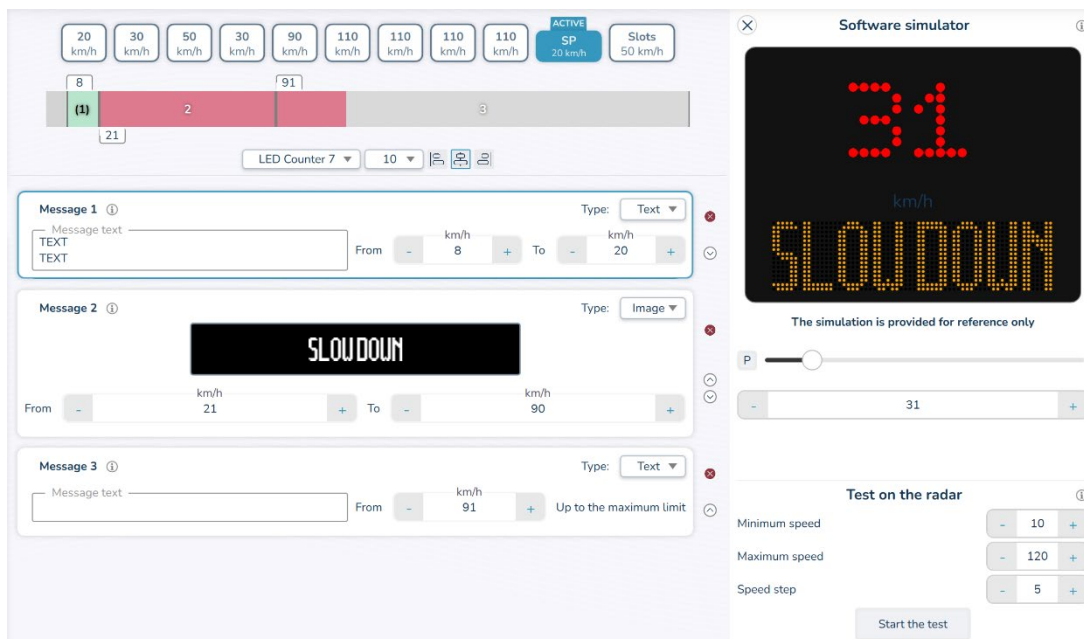 20 km/h
30 km/h
50 km/h
30 km/h
90 km/h
110 km/h
110 km/h
110 km/h
110 km/h
ACTIVE
SP
20 km/h
Slots
50 km/h
8
91
(1)
2
3
21
LED Counter 7
10
Message 1
Type: Text
Message text
TEXT
TEXT
From - 8 + To - 20 +
km/h
km/h
Message 2
Type: Image
SLOW DOWN
km/h
km/h
From - 21 + To - 90 +
Message 3
Type: Text
Message text
km/h
From - 91 + Up to the maximum limit
Software simulator
31
km/h
SLOW DOWN
The simulation is provided for reference only
P
- 31 +
Test on the radar
Minimum speed - 10 +
Maximum speed - 120 +
Speed step - 5 +
Start the test